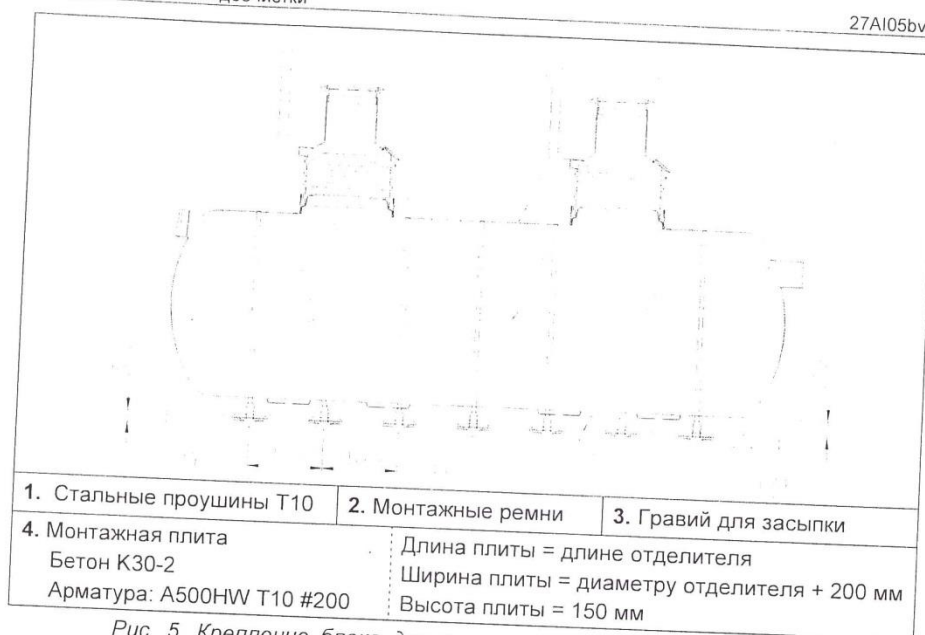 27AI05bv
1. Стальные проушины Т10
2. Монтажные ремни
3. Гравий для засыпки
4. Монтажная плита
Бетон К30-2
Арматура: A500HW T10 #200
Длина плиты = длине отделителя
Ширина плиты = диаметру отделителя + 200 мм
Высота плиты = 150 мм
Рис. 5. Крепление блока